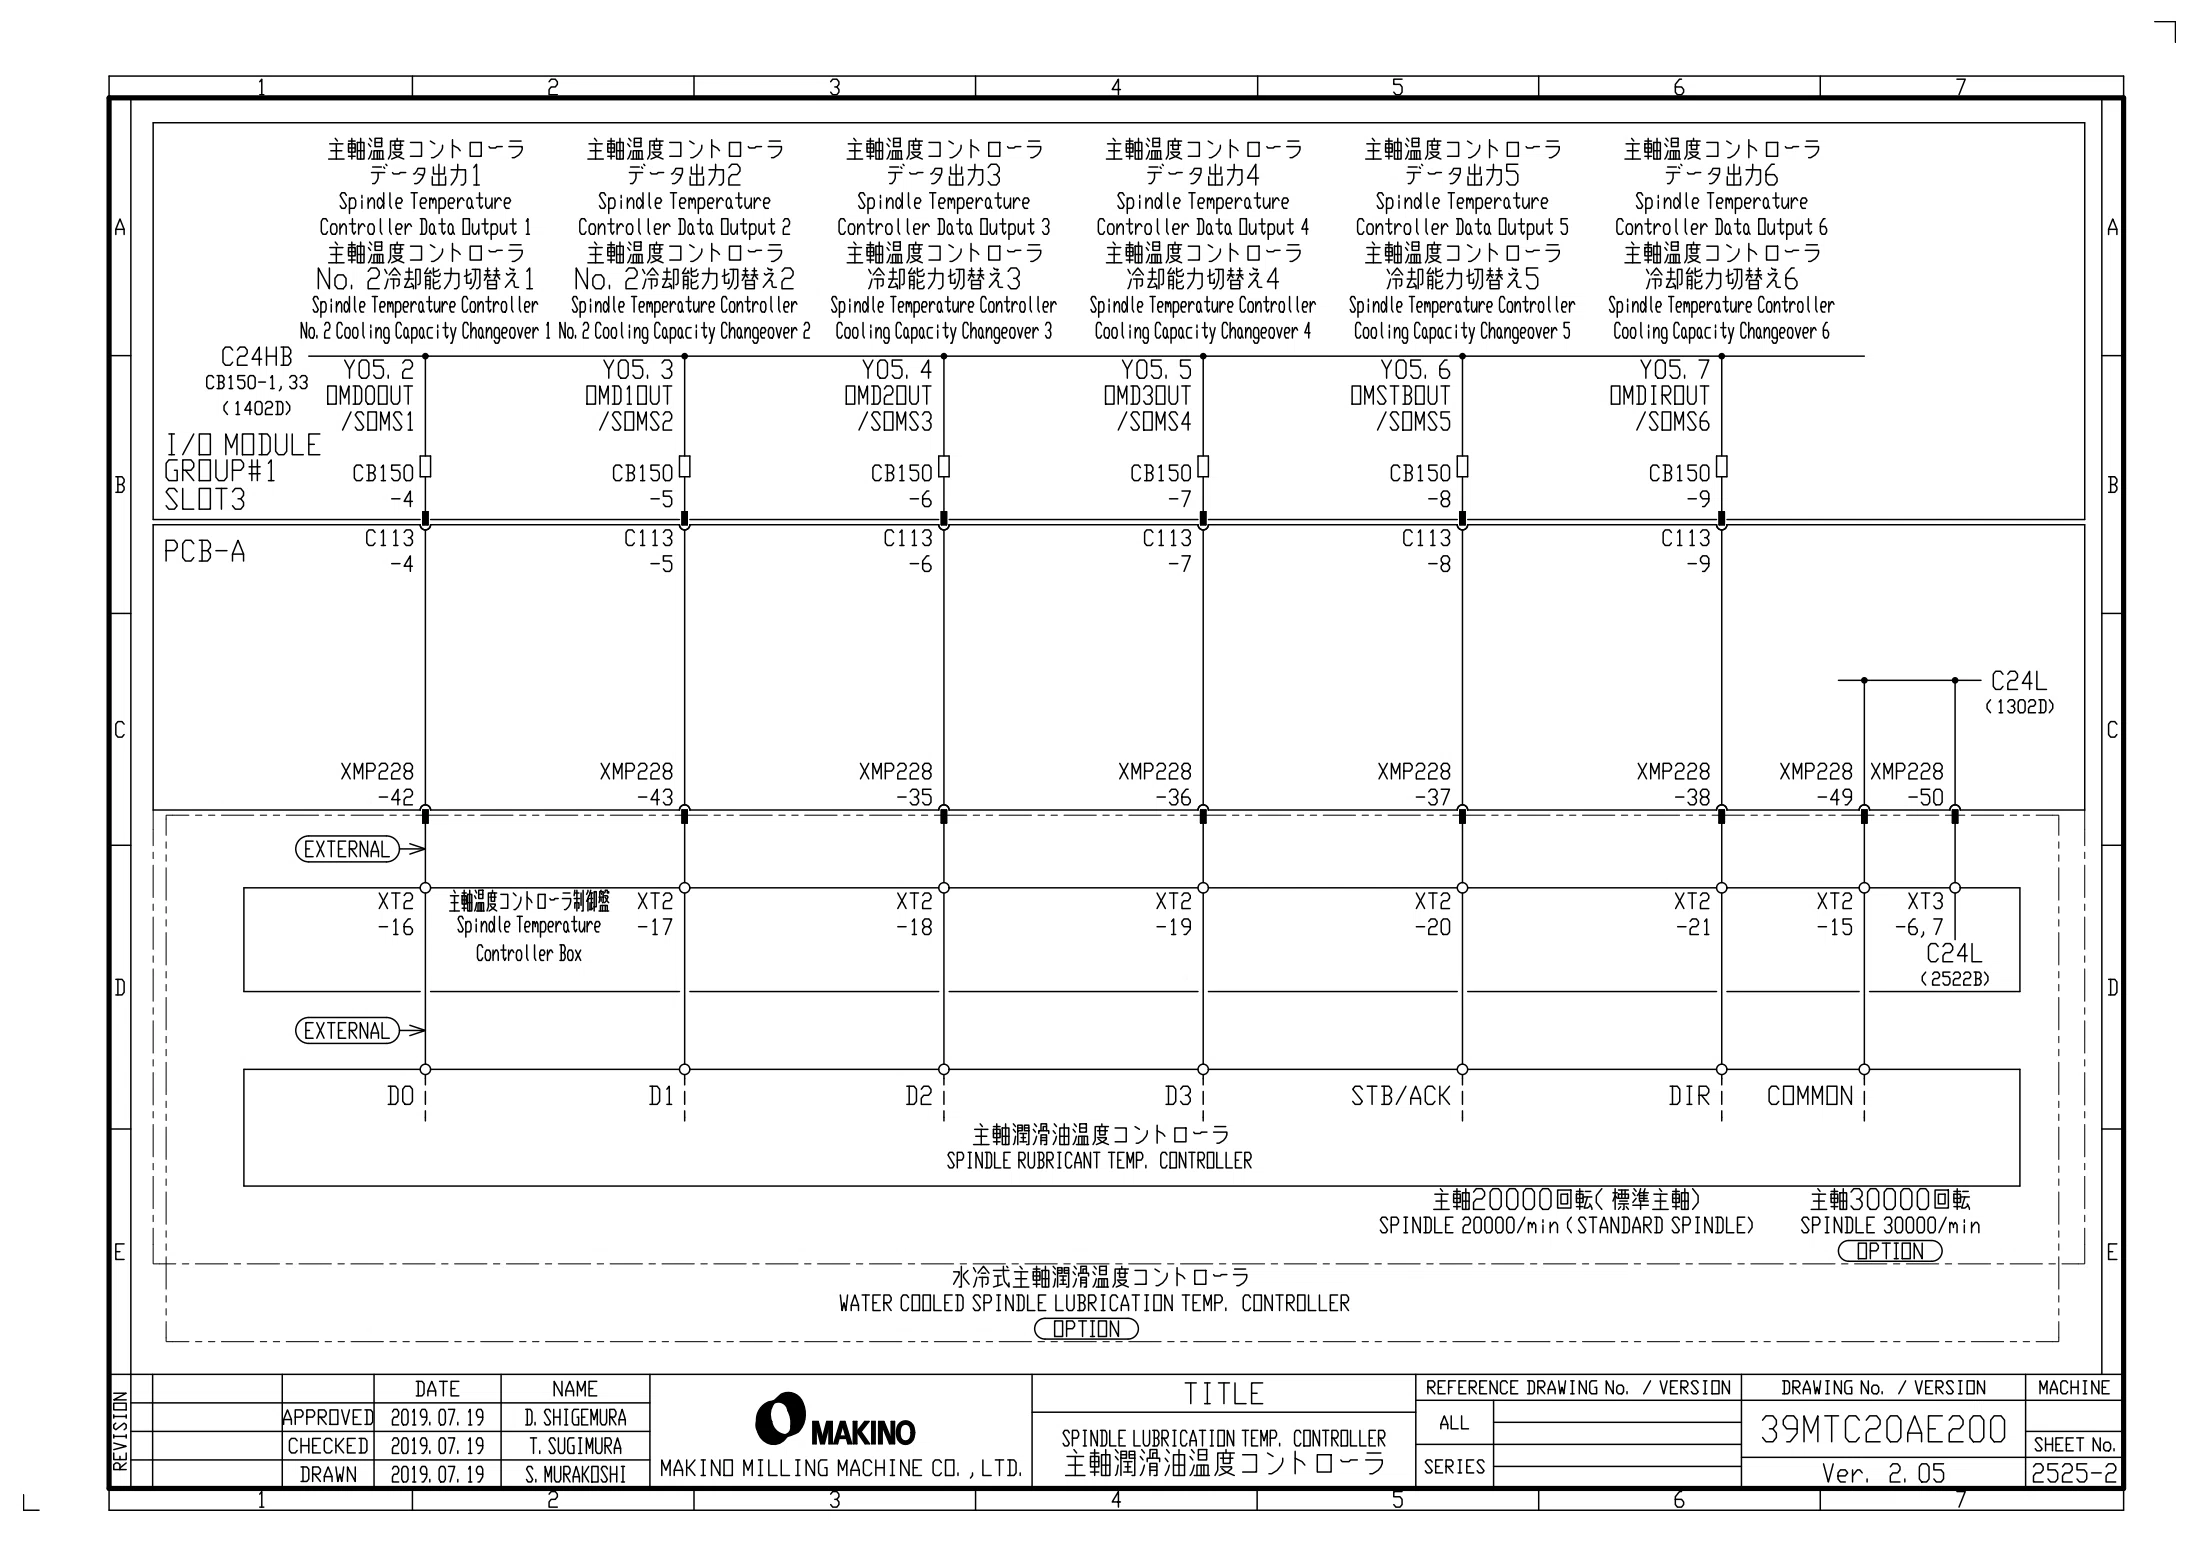 1 2 3 4 5 6 7
主軸温度コントローラ 主軸温度コントローラ 主軸温度コントローラ 主軸温度コントローラ 主軸温度コントローラ 主軸温度コントローラ
データ出力1 データ出力2 データ出力3 データ出力4 データ出力5 データ出力6
Spindle Temperature Spindle Temperature Spindle Temperature Spindle Temperature Spindle Temperature Spindle Temperature
A Controller Data Output 1 Controller Data Output 2 Controller Data Output 3 Controller Data Output 4 Controller Data Output 5 Controller Data Output 6 A
主軸温度コントローラ 主軸温度コントローラ 主軸温度コントローラ 主軸温度コントローラ 主軸温度コントローラ 主軸温度コントローラ
No. 2冷却能力切替え1 No. 2冷却能力切替え2 冷却能力切替え3 冷却能力切替え4 冷却能力切替え5 冷却能力切替え6
Spindle Temperature Controller Spindle Temperature Controller Spindle Temperature Controller Spindle Temperature Controller Spindle Temperature Controller Spindle Temperature Controller
No. 2 Cooling Capacity Changeover 1 No. 2 Cooling Capacity Changeover 2 Cooling Capacity Changeover 3 Cooling Capacity Changeover 4 Cooling Capacity Changeover 5 Cooling Capacity Changeover 6
C24HB
CB150-1,33
(1402D)
Y05. 2 Y05. 3 Y05. 4 Y05. 5 Y05. 6 Y05. 7
OMD0OUT OMD1OUT OMD2OUT OMD3OUT OMSTBOUT OMDIROUT
/SOMS1 /SOMS2 /SOMS3 /SOMS4 /SOMS5 /SOMS6
I/O MODULE
GROUP#1
SLOT3
CB150 CB150 CB150 CB150 CB150 CB150
B B
-4 -5 -6 -7 -8 -9
PCB-A
C113 C113 C113 C113 C113 C113
-4 -5 -6 -7 -8 -9
C24L
(1302D)
C C
XMP228 XMP228 XMP228 XMP228 XMP228 XMP228 XMP228 XMP228
-42 -43 -35 -36 -37 -38 -49 -50
EXTERNAL
XT2 主軸温度コントローラ制御盤 XT2 XT2 XT2 XT2 XT2 XT2 XT3
-16 Spindle Temperature -17 -18 -19 -20 -21 -15 -6,7
Controller Box C24L
(2522B)
D D
EXTERNAL
D0 D1 D2 D3 STB/ACK DIR COMMON
主軸潤滑油温度コントローラ
SPINDLE RUBRICANT TEMP. CONTROLLER
主軸20000回転(標準主軸) 主軸30000回転
SPINDLE 20000/min(STANDARD SPINDLE) SPINDLE 30000/min
E OPTION E
水冷式主軸潤滑温度コントローラ
WATER COOLED SPINDLE LUBRICATION TEMP. CONTROLLER
OPTION
REVISION
DATE NAME
APPROVED 2019. 07. 19 D. SHIGEMURA
CHECKED 2019. 07. 19 T. SUGIMURA
DRAWN 2019. 07. 19 S. MURAKOSHI
MAKINO
MAKINO MILLING MACHINE CO. ,LTD.
TITLE
SPINDLE LUBRICATION TEMP. CONTROLLER
主軸潤滑油温度コントローラ
REFERENCE DRAWING No. / VERSION
ALL
SERIES
DRAWING No. / VERSION
39MTC20AE200
Ver. 2. 05
MACHINE
SHEET No.
2525-2
1 2 3 4 5 6 7